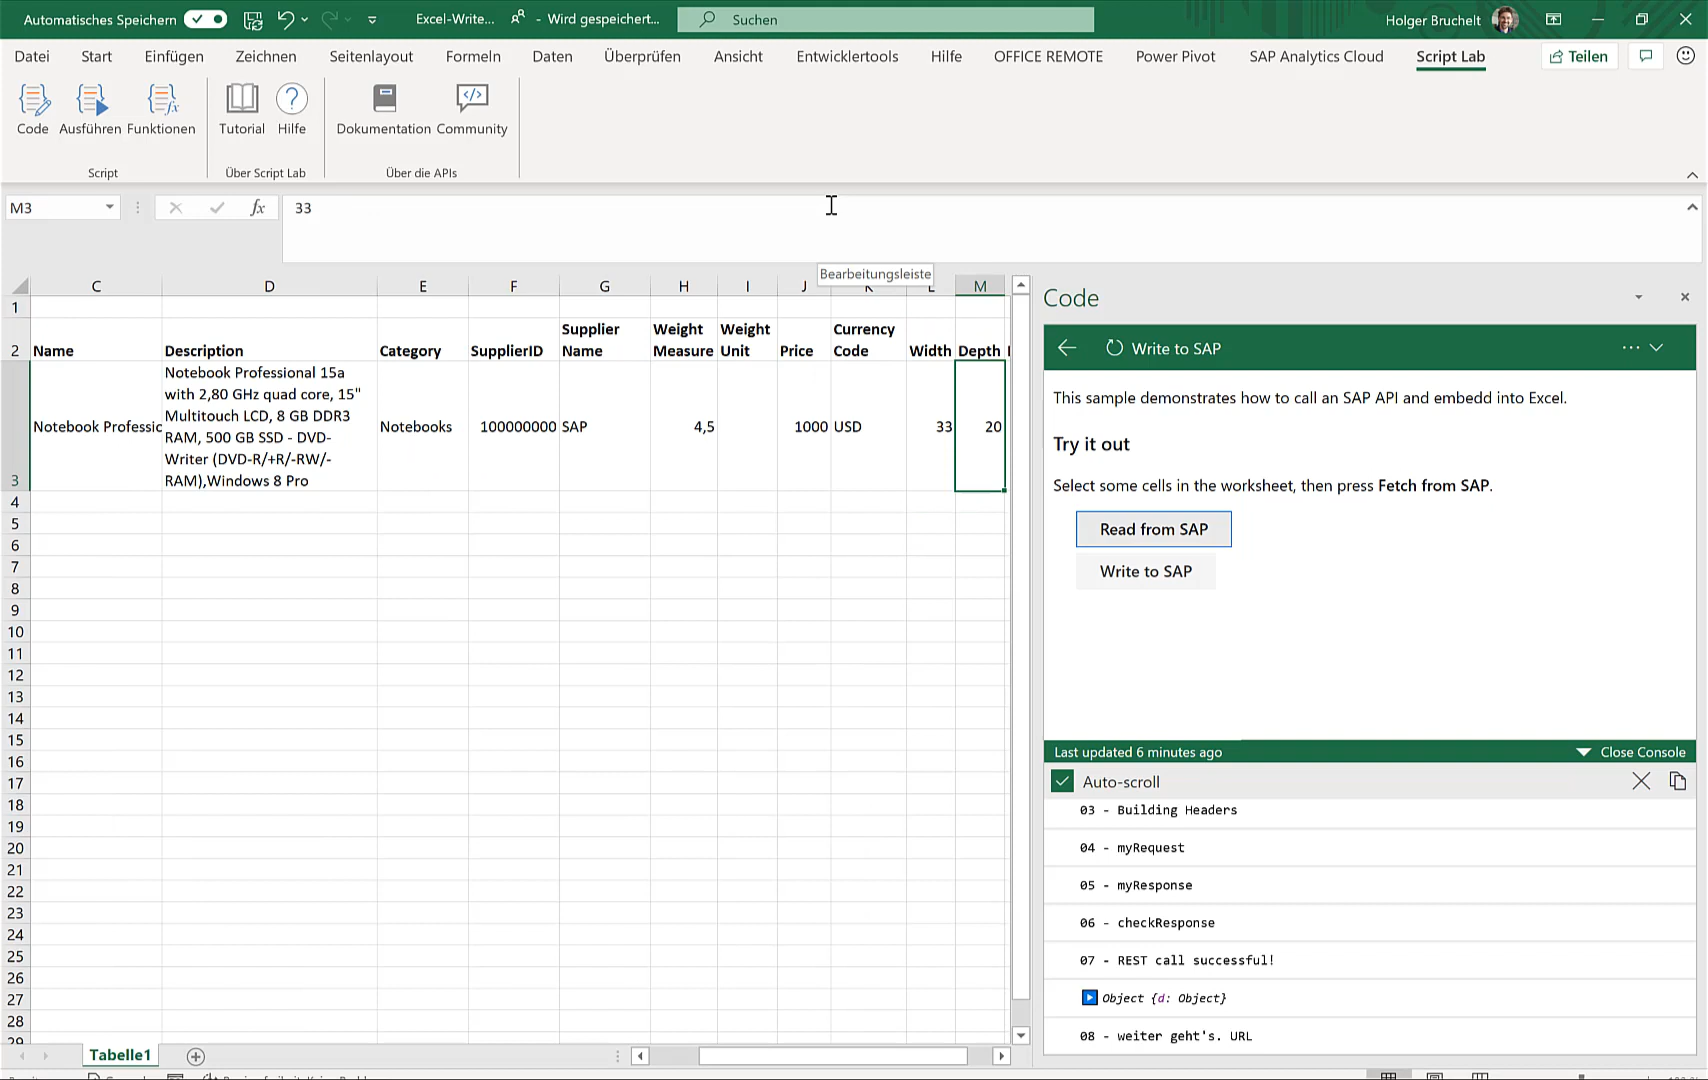 Automatisches Speichern
Excel-Write...
- Wird gespeichert...
Suchen
Holger Bruchelt
Datei
Start
Einfügen
Zeichnen
Seitenlayout
Formeln
Daten
Überprüfen
Ansicht
Entwicklertools
Hilfe
OFFICE REMOTE
Power Pivot
SAP Analytics Cloud
Script Lab
Teilen
Code
Ausführen
Funktionen
Tutorial
Hilfe
Dokumentation
Community
Script
Über Script Lab
Über die APIs
M3
fx
33
Bearbeitungsleiste
C D E F G H I J K L M
1
2
Name
Description
Category
SupplierID
Supplier
Name
Weight
Measure
Weight
Unit
Price
Currency
Code
Width
Depth
3
Notebook Professic
Notebook Professional 15a
with 2,80 GHz quad core, 15"
Multitouch LCD, 8 GB DDR3
RAM, 500 GB SSD - DVD-
Writer (DVD-R/+R/-RW/-
RAM),Windows 8 Pro
Notebooks
100000000
SAP
4,5
1000
USD
33
20
4
5
6
7
8
9
10
11
12
13
14
15
16
17
18
19
20
21
22
23
24
25
26
27
28
29
Tabelle1
Code
Write to SAP
This sample demonstrates how to call an SAP API and embedd into Excel.
Try it out
Select some cells in the worksheet, then press Fetch from SAP.
Read from SAP
Write to SAP
Last updated 6 minutes ago
Close Console
Auto-scroll
03 - Building Headers
04 - myRequest
05 - myResponse
06 - checkResponse
07 - REST call successful!
Object {d: Object}
08 - weiter geht's. URL